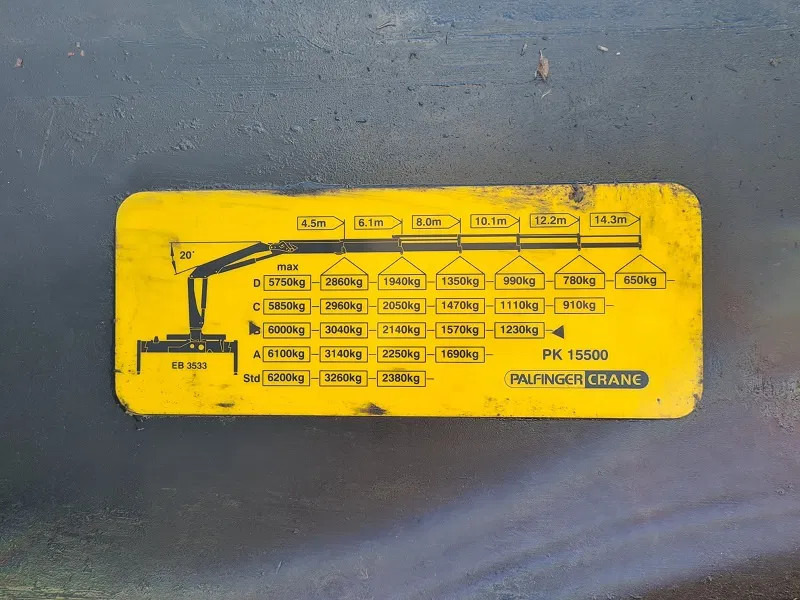 4.5m 6.1m 8.0m 10.1m 12.2m 14.3m
20°
max
D 5750kg 2860kg 1940kg 1350kg 990kg 780kg 650kg
C 5850kg 2960kg 2050kg 1470kg 1110kg 910kg
B 6000kg 3040kg 2140kg 1570kg 1230kg
A 6100kg 3140kg 2250kg 1690kg
Std 6200kg 3260kg 2380kg
EB 3533
PK 15500
PALFINGER CRANE